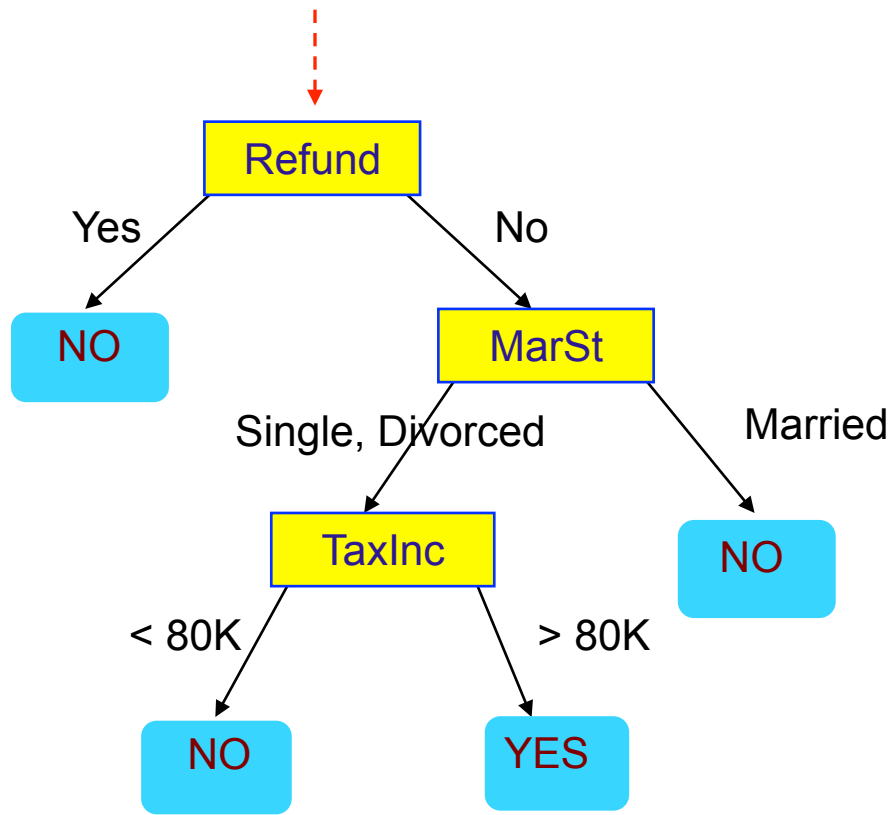 Refund
Yes
No
NO
MarSt
Single, Divorced
Married
TaxInc
NO
< 80K
> 80K
NO
YES